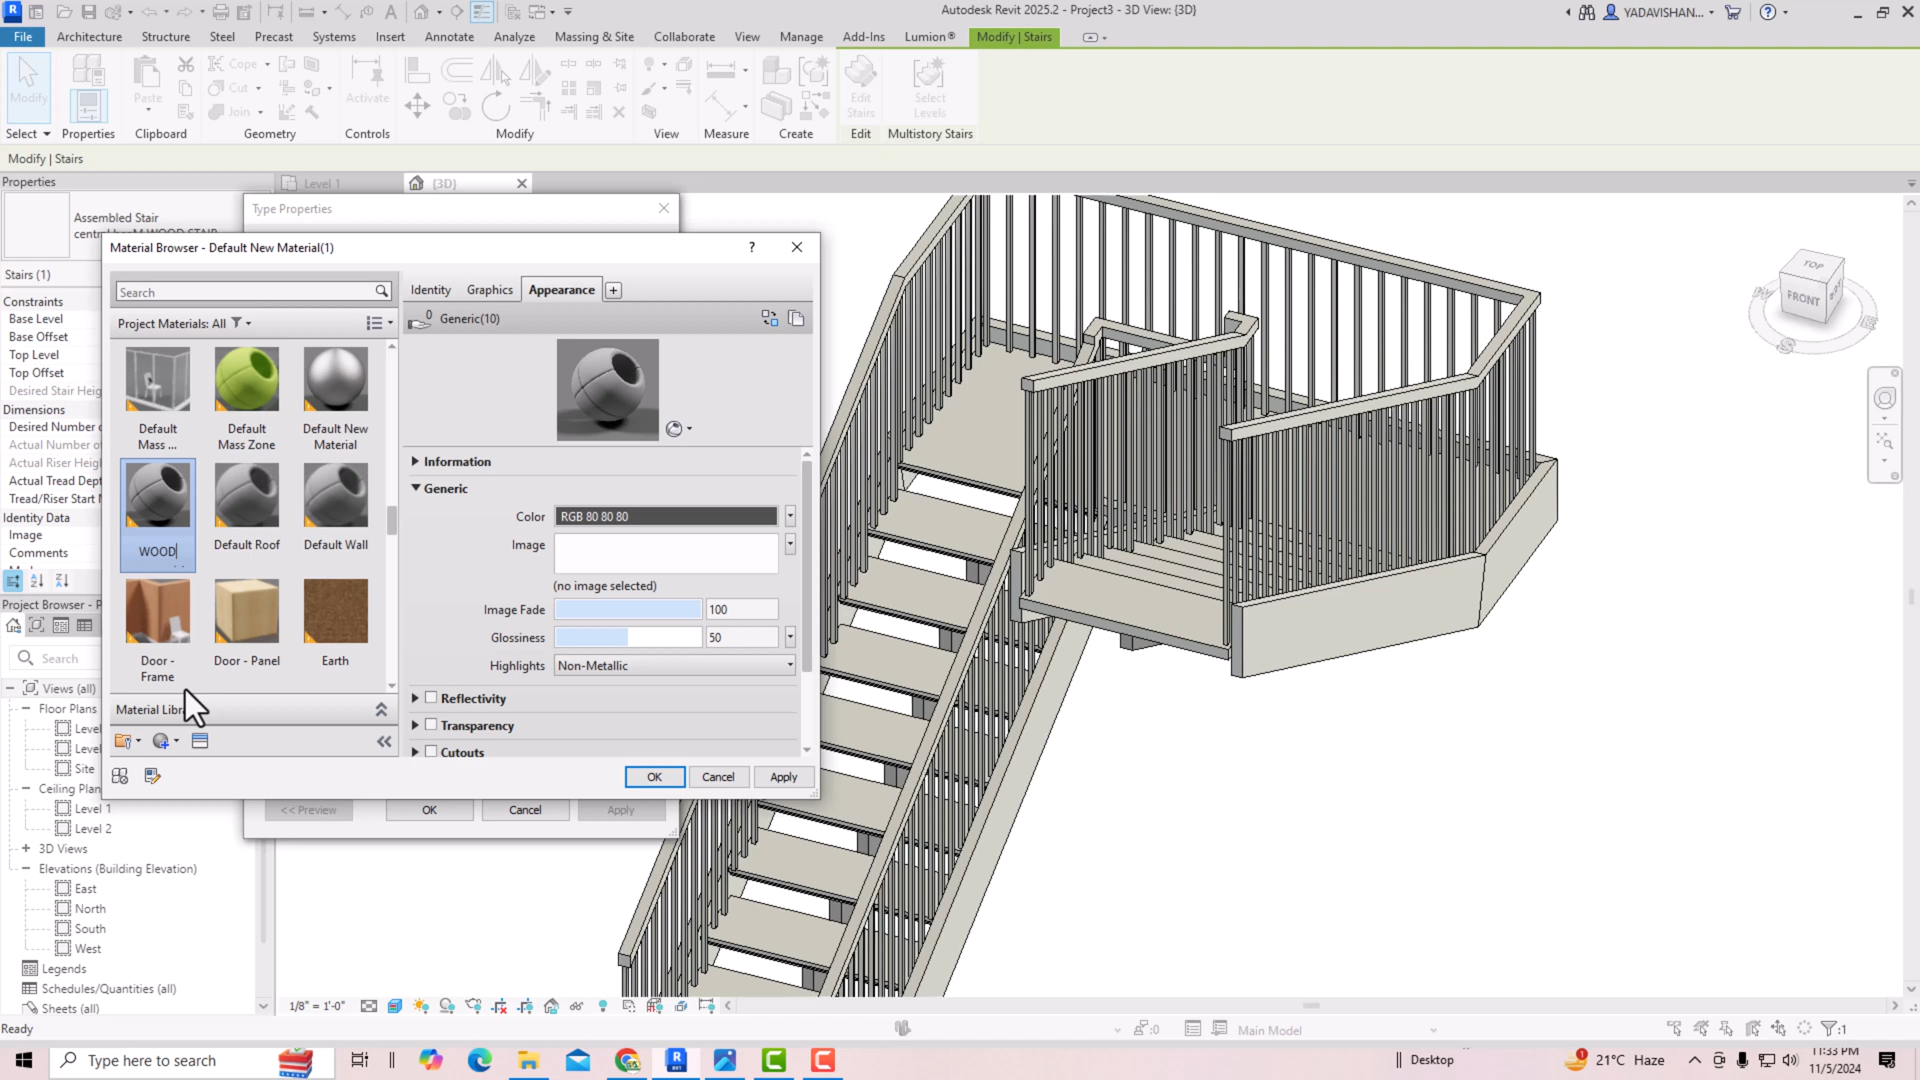 Autodesk Revit 2025.2 - Project3 - 3D View: {3D}
YADAVISHAN...
File Architecture Structure Steel Precast Systems Insert Annotate Analyze Massing & Site Collaborate View Manage Add-Ins Lumion® Modify | Stairs
Modify Paste Cope Cut Join Activate Edit Stairs Select Levels
Select Properties Clipboard Geometry Controls Modify View Measure Create Edit Multistory Stairs
Modify | Stairs
Properties
Level 1
{3D}
Assembled Stair
Type Properties
Material Browser - Default New Material(1)
?
Stairs (1)
Constraints
Base Level
Base Offset
Top Level
Top Offset
Desired Stair Heig
Dimensions
Desired Number o
Actual Number o
Actual Riser Heigh
Actual Tread Dept
Tread/Riser Start N
Identity Data
Image
Comments
Search
Project Materials: All
Default Mass ...
Default Mass Zone
Default New Material
WOOD
Default Roof
Default Wall
Door - Frame
Door - Panel
Earth
Material Libr
Identity Graphics Appearance
0
Generic(10)
Information
Generic
Color RGB 80 80 80
Image
(no image selected)
Image Fade 100
Glossiness 50
Highlights Non-Metallic
Reflectivity
Transparency
Cutouts
OK Cancel Apply
<< Preview OK Cancel Apply
TOP
FRONT
Project Browser - P
Search
Views (all)
Floor Plans
Level
Level
Site
Ceiling Plan
Level 1
Level 2
3D Views
Elevations (Building Elevation)
East
North
South
West
Legends
Schedules/Quantities (all)
Sheets (all)
1/8" = 1'-0"
Ready
:0
Main Model
:1
Type here to search
Desktop
21°C Haze
11:33 PM
11/5/2024